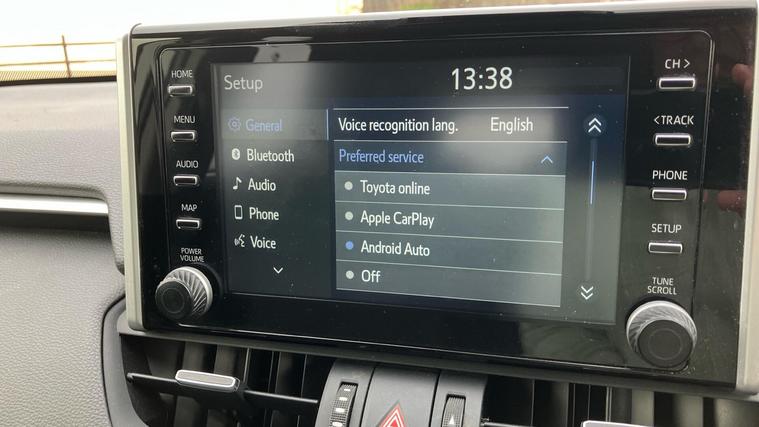 HOME
MENU
AUDIO
MAP
POWER
VOLUME
Setup
13:38
General
Bluetooth
Audio
Phone
Voice
Voice recognition lang. English
Preferred service
Toyota online
Apple CarPlay
Android Auto
Off
CH >
< TRACK
PHONE
SETUP
TUNE
SCROLL